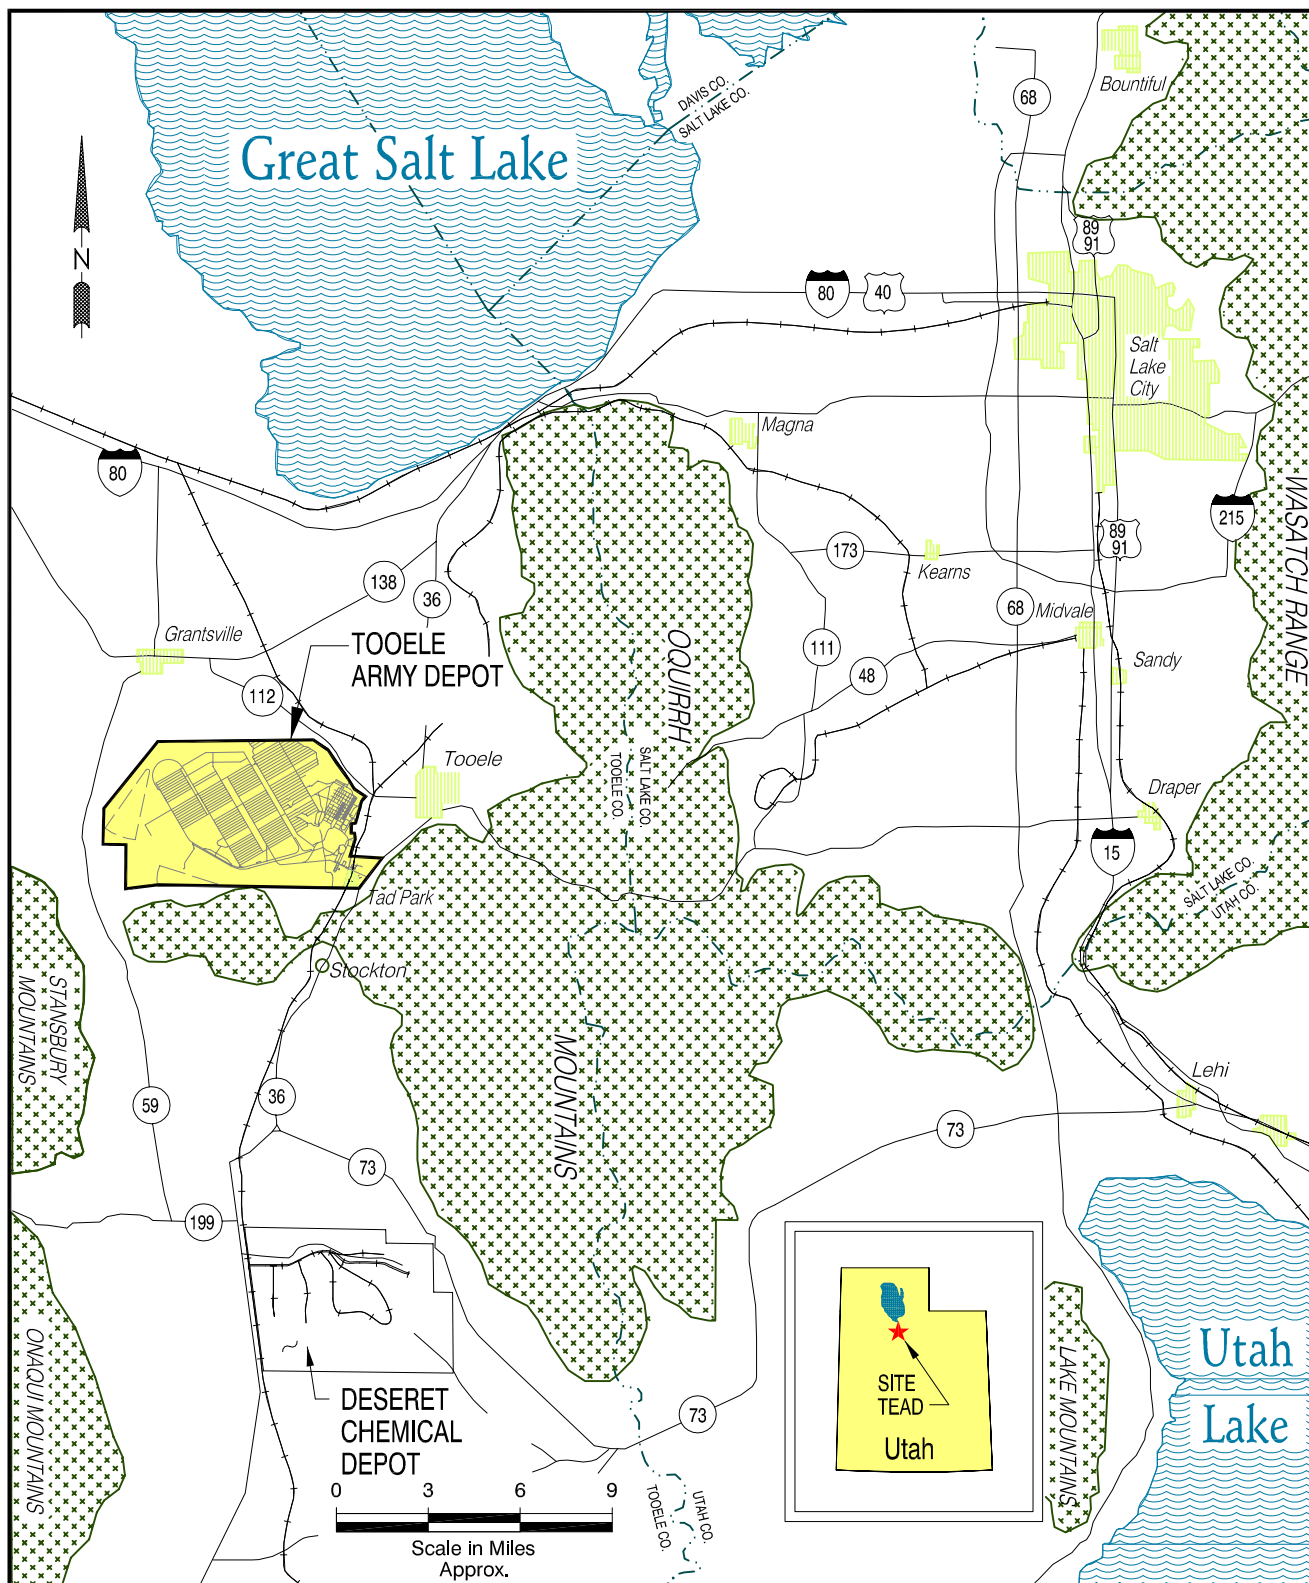 Bountiful
68
DAVIS CO.
SALT LAKE CO.
Great Salt Lake
N
89
91
80
40
Salt
Lake
City
Magna
80
215
WASATCH RANGE
89
91
173
Kearns
138
36
68
Midvale
Grantsville
TOOELE
ARMY DEPOT
OQUIRRH
111
Sandy
48
112
Tooele
SALT LAKE CO.
TOOELE CO.
Draper
15
SALT LAKE CO.
UTAH CO.
Tad Park
Stockton
STANSBURY
MOUNTAINS
MOUNTAINS
Lehi
59
36
73
73
199
Utah
Lake
ONAQUI MOUNTAINS
LAKE MOUNTAINS
SITE
TEAD
Utah
DESERET
CHEMICAL
DEPOT
73
0 3 6 9
Scale in Miles
Approx.
UTAH CO.
TOOELE CO.